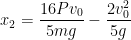 x_2 = \frac{16Pv_0}{5mg} - \frac{2v_0^2}{5g}